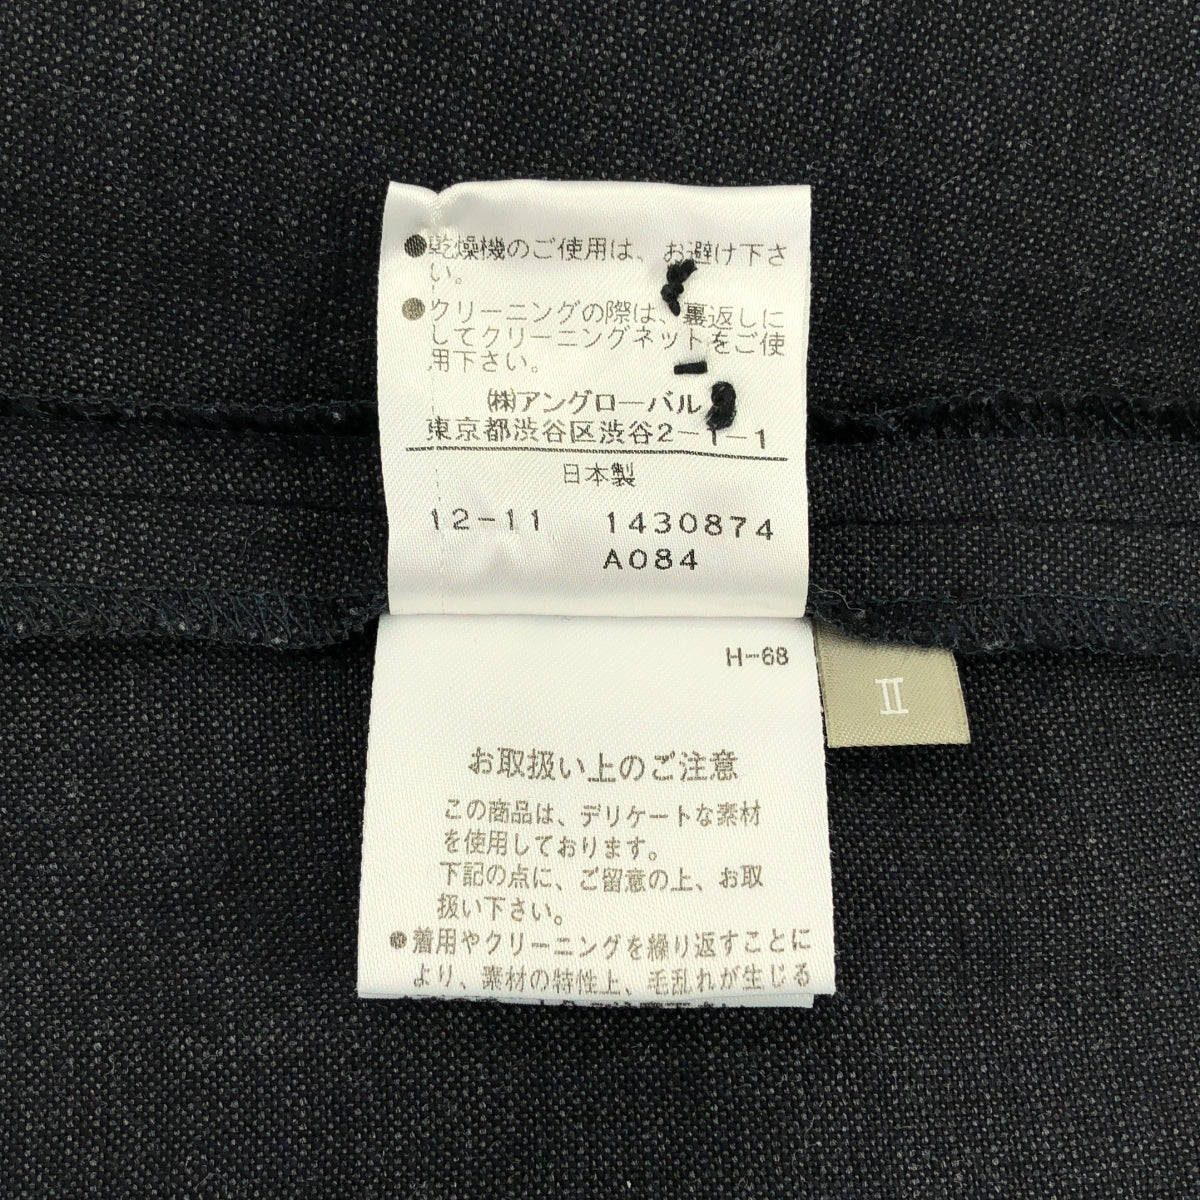 ●乾燥機のご使用は、お避け下さ
い。
●クリーニングの際は、裏返しに
してクリーニングネットをご使
用下さい。
㈱アングローバル
東京都渋谷区渋谷2-1-1
日本製
12-11 1430874
A084
H-68
II
お取扱い上のご注意
この商品は、デリケートな素材
を使用しております。
下記の点に、ご留意の上、お取
扱い下さい。
●着用やクリーニングを繰り返すことに
より、素材の特性上、毛乱れが生じる